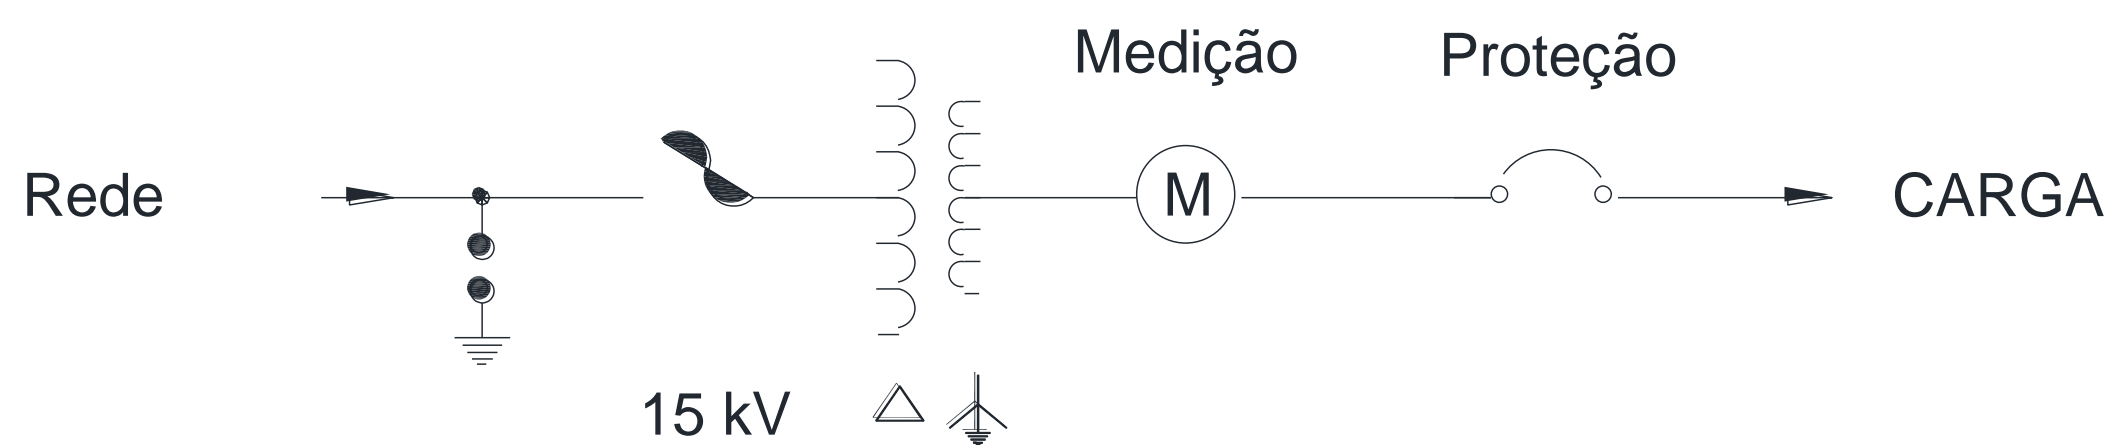 Medição
Proteção
Rede
M
CARGA
15 kV